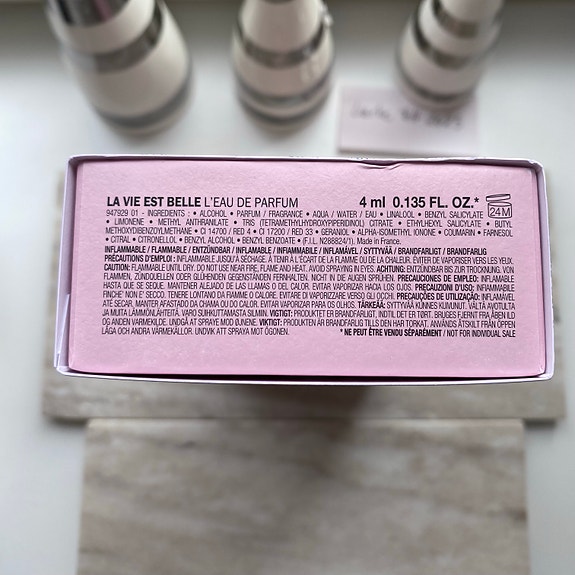 LA VIE EST BELLE L'EAU DE PARFUM 4 ml 0.135 FL. OZ.*
24M
947929 01 - INGREDIENTS : • ALCOHOL • PARFUM / FRAGRANCE • AQUA / WATER / EAU • LINALOOL • BENZYL SALICYLATE
• LIMONENE • METHYL ANTHRANILATE • TRIS (TETRAMETHYLHYDROXYPIPERIDINOL) CITRATE • ETHYLHEXYL SALICYLATE • BUTYL
METHOXYDIBENZOYLMETHANE • CI 14700 / RED 4 • CI 17200 / RED 33 • GERANIOL • ALPHA-ISOMETHYL IONONE • COUMARIN • FARNESOL
• CITRAL • CITRONELLOL • BENZYL ALCOHOL • BENZYL BENZOATE • (F.I.L. N288824/1). Made in France.
INFLAMMABLE / FLAMMABLE / ENTZÜNDBAR / INFLAMABLE / INFIAMMABILE / INFLAMÁVEL / SYTTYVÄÄ / BRANDFARLIGT / BRANDFARLIG
PRÉCAUTIONS D'EMPLOI : INFLAMMABLE JUSQU'À SÉCHAGE. À TENIR À L'ÉCART DE LA FLAMME OU DE LA CHALEUR. ÉVITER DE VAPORISER VERS LES YEUX.
CAUTION: FLAMMABLE UNTIL DRY. DO NOT USE NEAR FIRE, FLAME AND HEAT. AVOID SPRAYING IN EYES. ACHTUNG: ENTZÜNDBAR BIS ZUR TROCKNUNG. VON
FLAMMEN, ZÜNDQUELLEN ODER GLÜHENDEN GEGENSTÄNDEN FERNHALTEN. NICHT IN DIE AUGEN SPRÜHEN. PRECAUCIONES DE EMPLEO: INFLAMABLE
HASTA QUE SE SEQUE. MANTENER ALEJADO DE LAS LLAMAS O DEL CALOR. EVITAR VAPORIZAR HACIA LOS OJOS. PRECAUZIONI D'USO: INFIAMMABILE
FINCHE' NON E' SECCO. TENERE LONTANO DA FIAMME O CALORE. EVITARE DI VAPORIZZARE VERSO GLI OCCHI. PRECAUÇÕES DE UTILIZAÇÃO: INFLAMÁVEL
ATÉ SECAR. MANTER AFASTADO DA CHAMA OU DO CALOR. EVITAR VAPORIZAR PARA OS OLHOS. TÄRKEÄÄ: SYTTYVÄÄ KUNNES KUIVUNUT. VÄLTÄ AVOTULTA
JA MUITA LÄMMÖNLÄHTEITÄ. VARO SUIHKUTTAMASTA SILMIIN. VIGTIGT: PRODUKTET ER BRANDFARLIGT, INDTIL DET ER TØRT. BRUGES FJERNT FRA ÅBEN ILD
OG ANDEN VARMEKILDE. UNDGÅ AT SPRAYE MOD ØJNENE. VIKTIGT: PRODUKTEN ÄR BRANDFARLIG TILLS DEN HAR TORKAT. ANVÄNDS ÅTSKILT FRÅN ÖPPEN
LÅGA OCH ANDRA VÄRMEKÄLLOR. UNDVIK ATT SPRAYA MOT ÖGONEN.
* NE PEUT ÊTRE VENDU SÉPARÉMENT / NOT FOR INDIVIDUAL SALE